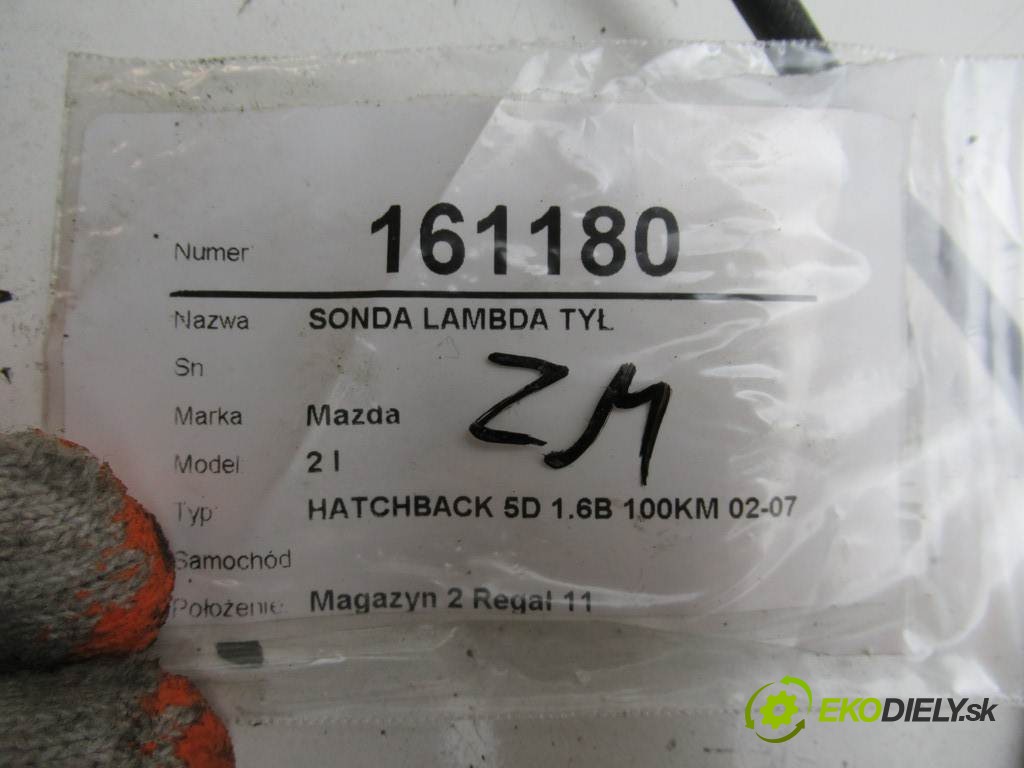 Numer 161180
Nazwa SONDA LAMBDA TYŁ
Sn
ZM
Marka Mazda
Model 2 I
Typ HATCHBACK 5D 1.6B 100KM 02-07
Samochód
Położenie: Magazyn 2 Regał 11
EKODIELY.sk